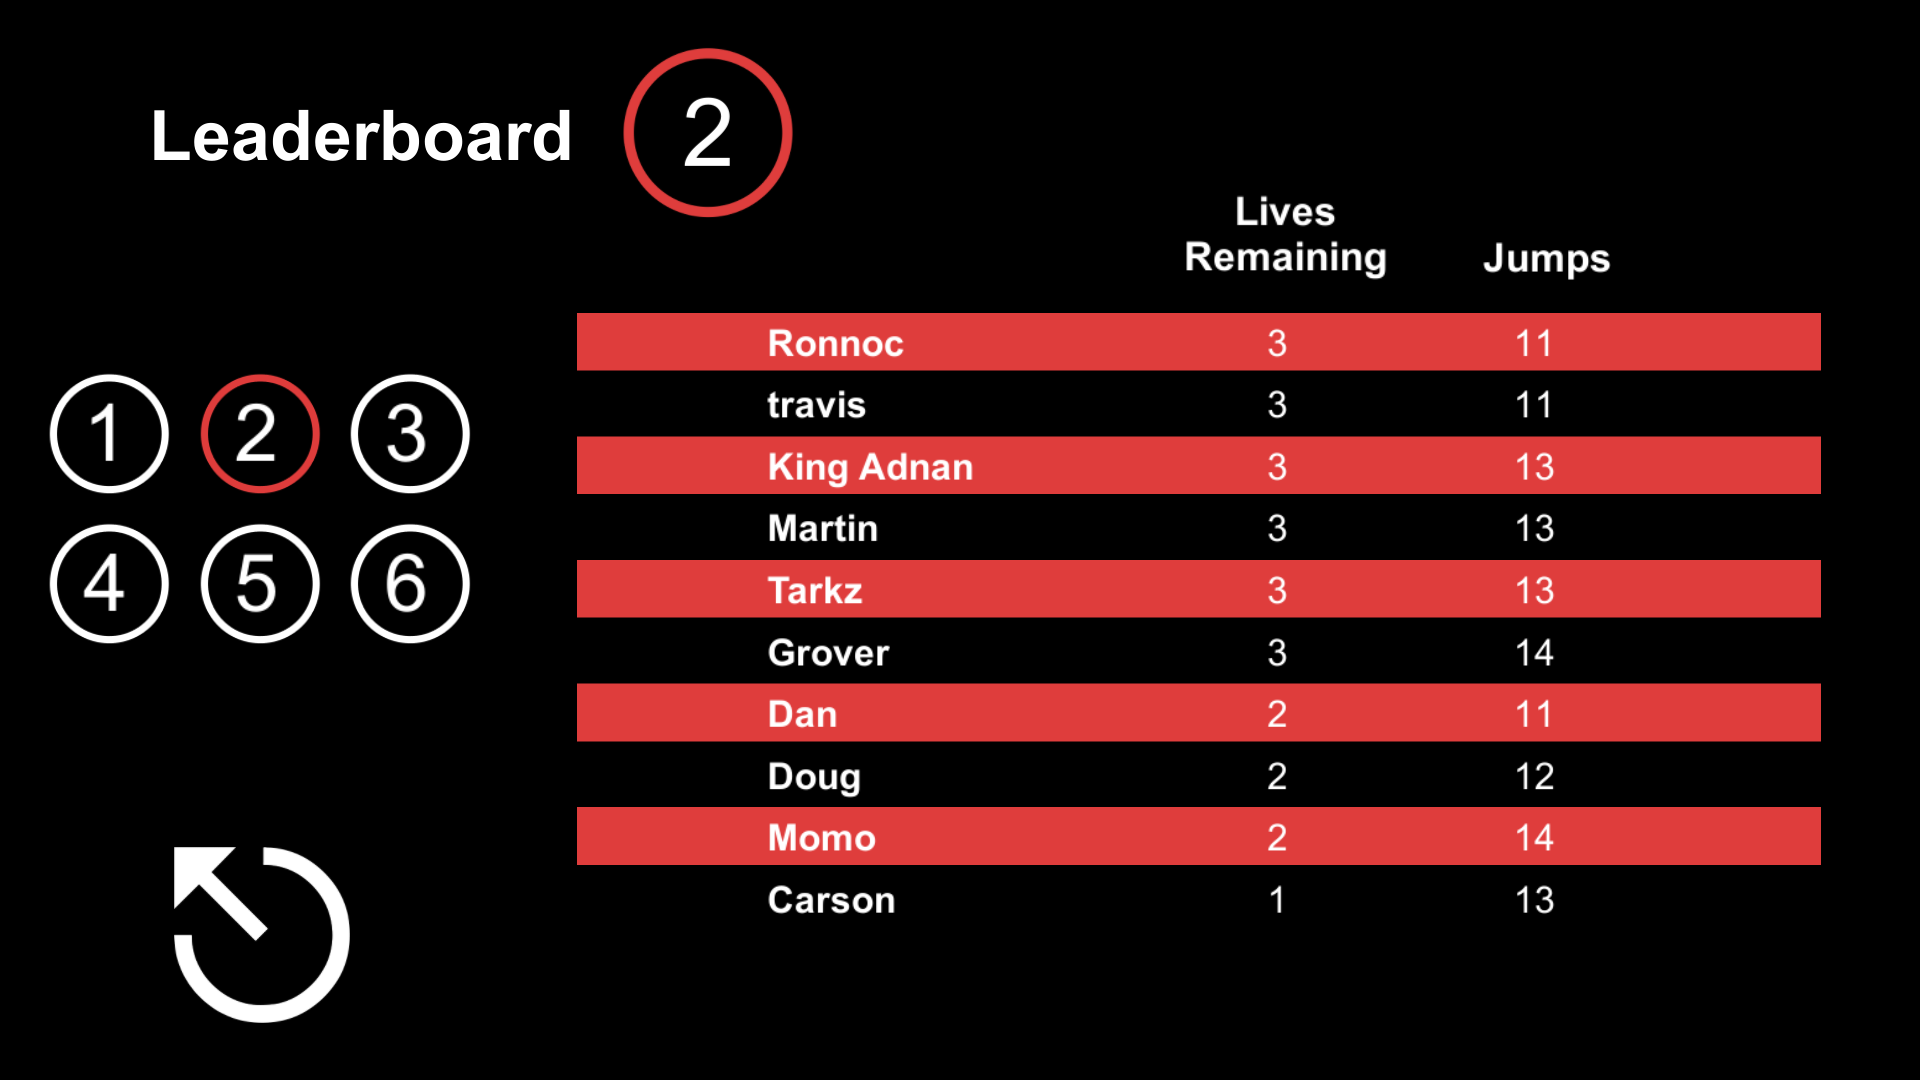 Leaderboard 2
Lives
Remaining Jumps
Ronnoc 3 11
travis 3 11
King Adnan 3 13
Martin 3 13
Tarkz 3 13
Grover 3 14
Dan 2 11
Doug 2 12
Momo 2 14
Carson 1 13
1 2 3
4 5 6